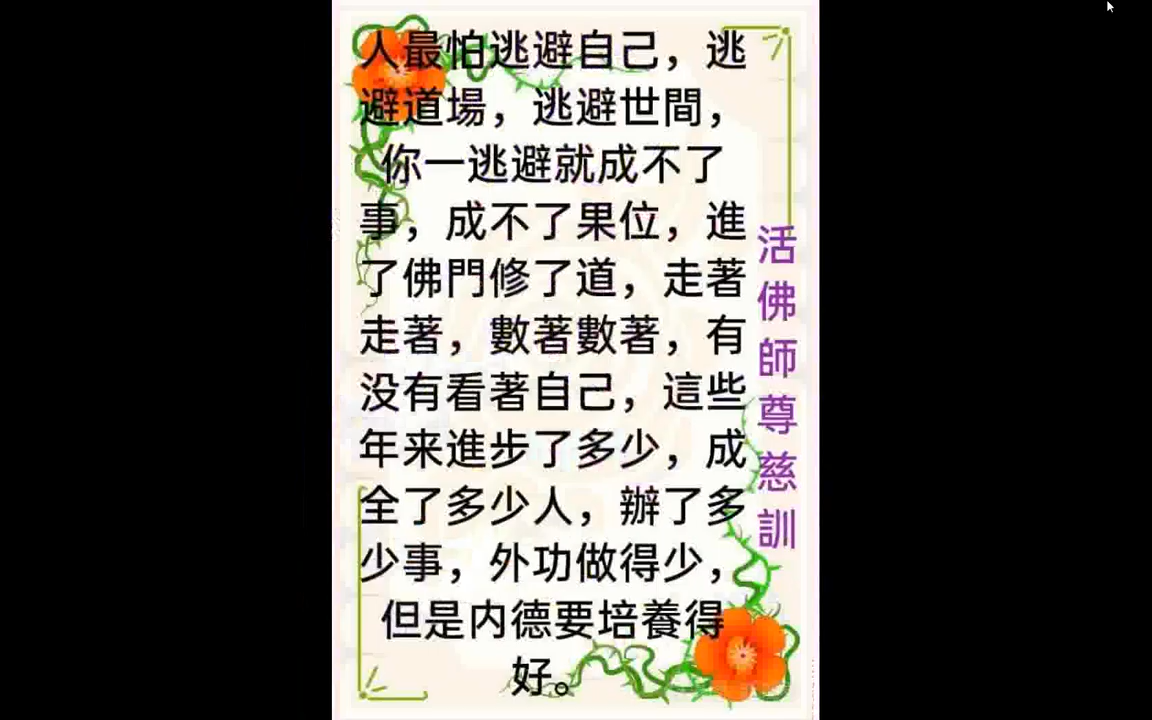 人最怕逃避自己，逃
避道場，逃避世間，
你一逃避就成不了
事，成不了果位，進
了佛門修了道，走著
走著，數著數著，有
没有看著自己，這些
年来進步了多少，成
全了多少人，辦了多
少事，外功做得少，
但是内德要培養得
好。
活佛師尊慈訓